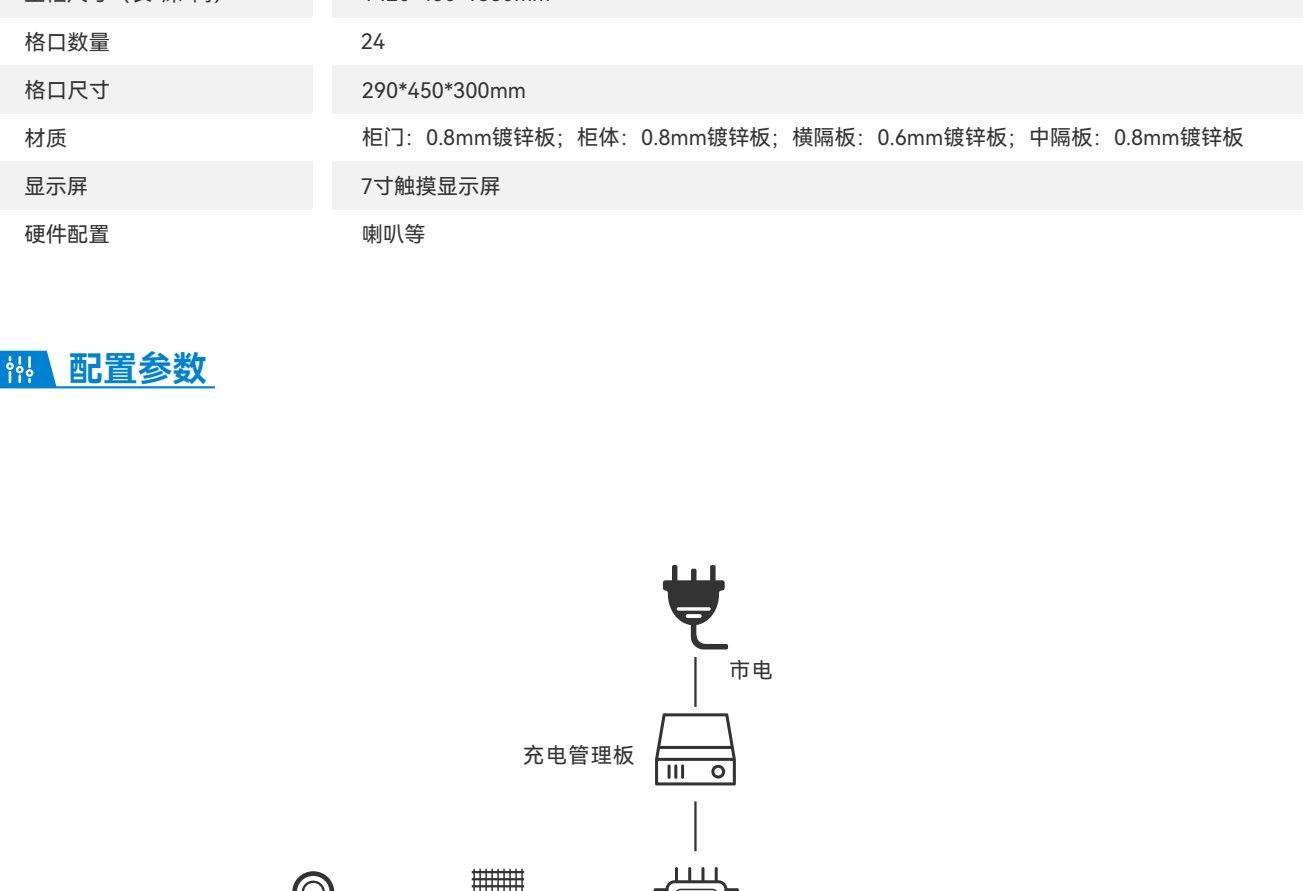 格口数量
24
格口尺寸
290*450*300mm
材质
柜门：0.8mm镀锌板；柜体：0.8mm镀锌板；横隔板：0.6mm镀锌板；中隔板：0.8mm镀锌板
显示屏
7寸触摸显示屏
硬件配置
喇叭等
配置参数
市电
充电管理板